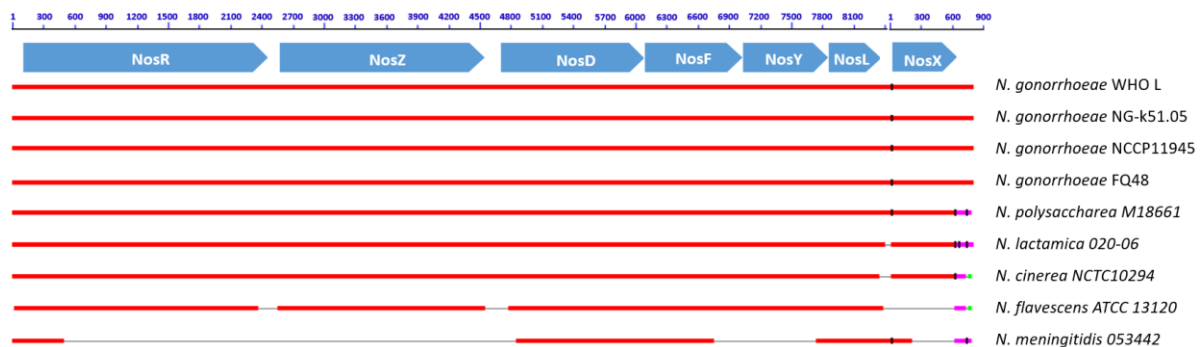 1 300 600 900 1200 1500 1800 2100 2400 2700 3000 3300 3600 3900 4200 4500 4800 5100 5400 5700 6000 6300 6600 6900 7200 7500 7800 8100 1 300 600 900
NosR NosZ NosD NosF NosY NosL NosX
N. gonorrhoeae WHO L
N. gonorrhoeae NG-k51.05
N. gonorrhoeae NCCP11945
N. gonorrhoeae FQ48
N. polysaccharea M18661
N. lactamica 020-06
N. cinerea NCTC10294
N. flavescens ATCC 13120
N. meningitidis 053442